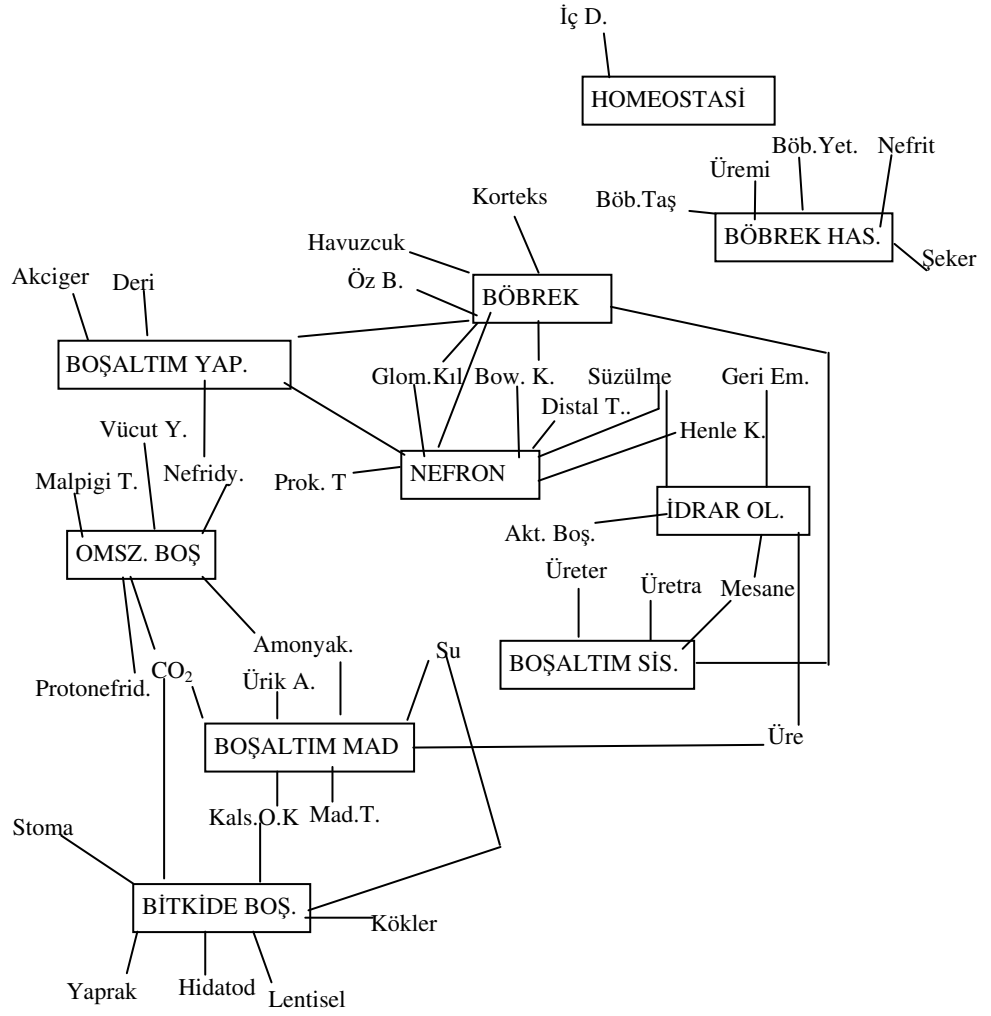 İç D.
HOMEOSTASİ
Böb.Yet. Nefrit
Üremi
Korteks
Böb.Taş
BÖBREK HAS.
Havuzcuk
Şeker
Akciger
Deri
Öz B.
BÖBREK
BOŞALTIM YAP.
Glom.Kıl
Bow. K.
Süzülme
Geri Em.
Distal T..
Vücut Y.
Henle K.
Malpigi T.
Nefridy.
Prok. T
NEFRON
İDRAR OL.
Akt. Boş.
OMSZ. BOŞ
Üreter
Üretra
Mesane
Amonyak.
Su
BOŞALTIM SİS.
Protonefrid.
CO₂
Ürik A.
BOŞALTIM MAD
Üre
Kals.O.K
Mad.T.
Stoma
BİTKİDE BOŞ.
Kökler
Yaprak
Hidatod
Lentisel